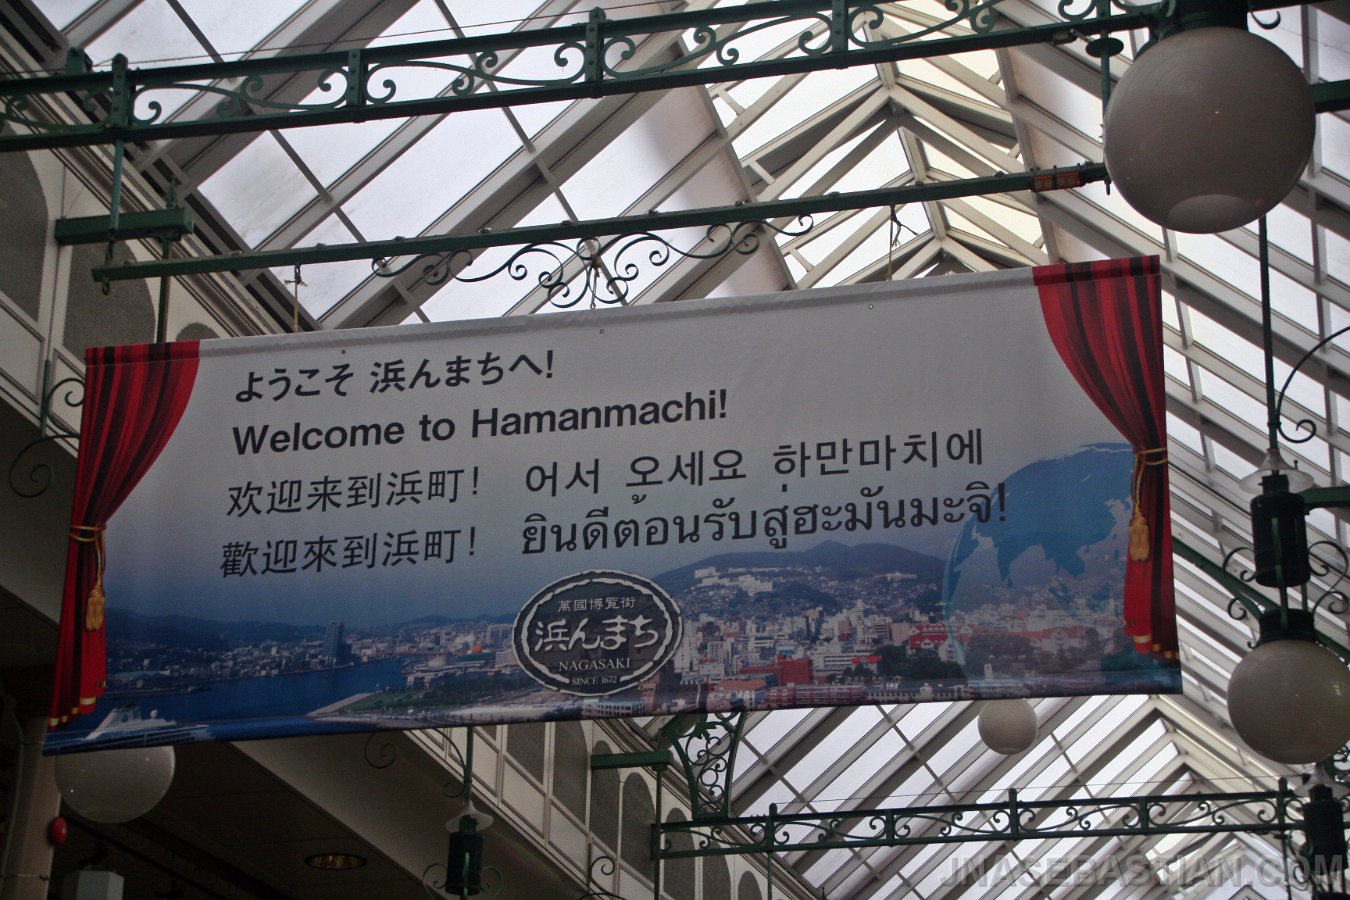 ようこそ 浜んまちへ!
Welcome to Hamanmachi!
欢迎来到浜町! 어서 오세요 하만마치에
歡迎來到浜町! ยินดีต้อนรับสู่ฮะมันมะจิ!
萬國博覧街
浜んまち
NAGASAKI
SINCE 1672
JNASEBASTIAN.COM